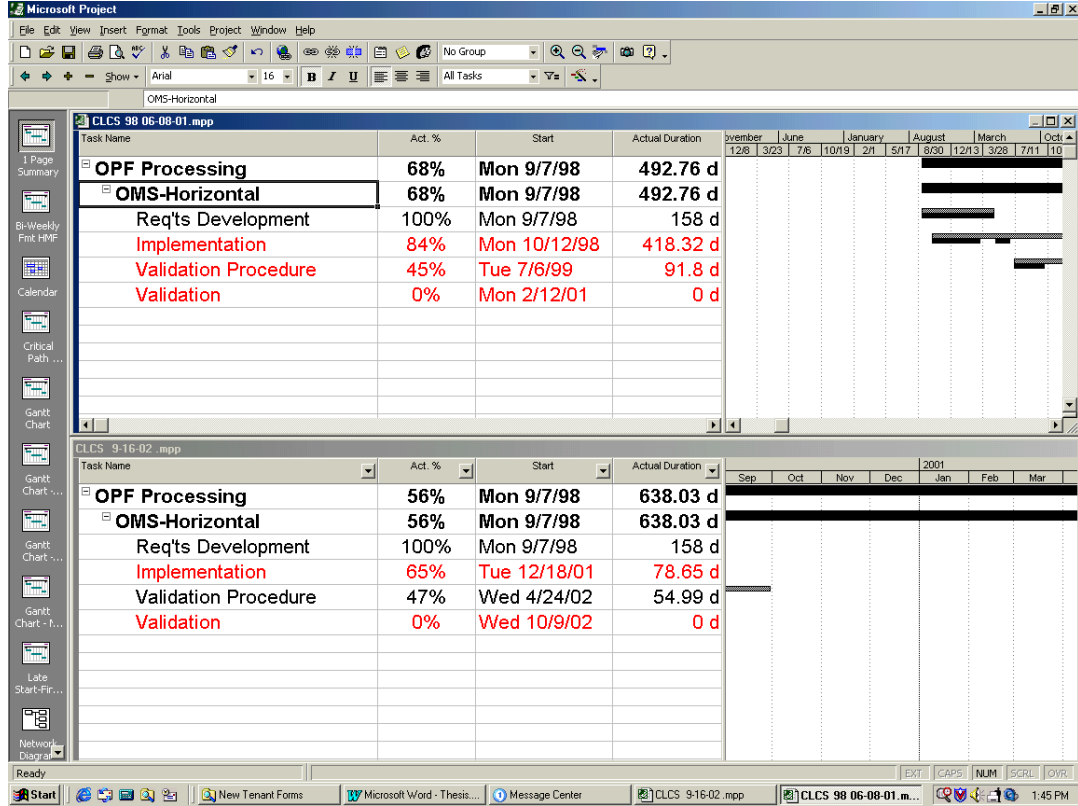 Microsoft Project
File Edit View Insert Format Tools Project Window Help
No Group
Show Arial 16 B I U All Tasks
OMS-Horizontal
CLCS 98 06-08-01.mpp
Task Name Act. % Start Actual Duration
November June January August March Octo
12/8 3/23 7/6 10/19 2/1 5/17 8/30 12/13 3/28 7/11 10
OPF Processing 68% Mon 9/7/98 492.76 d
OMS-Horizontal 68% Mon 9/7/98 492.76 d
Req'ts Development 100% Mon 9/7/98 158 d
Implementation 84% Mon 10/12/98 418.32 d
Validation Procedure 45% Tue 7/6/99 91.8 d
Validation 0% Mon 2/12/01 0 d
CLCS 9-16-02 .mpp
Task Name Act. % Start Actual Duration
2001
Sep Oct Nov Dec Jan Feb Mar
OPF Processing 56% Mon 9/7/98 638.03 d
OMS-Horizontal 56% Mon 9/7/98 638.03 d
Req'ts Development 100% Mon 9/7/98 158 d
Implementation 65% Tue 12/18/01 78.65 d
Validation Procedure 47% Wed 4/24/02 54.99 d
Validation 0% Wed 10/9/02 0 d
1 Page
Summary
Bi-Weekly
Fmt HMF
Calendar
Critical
Path ...
Gantt
Chart
Gantt
Chart -...
Gantt
Chart -...
Gantt
Chart - ...
Late
Start-Fir...
Network
Diagra
Ready
EXT CAPS NUM SCRL OVR
Start New Tenant Forms Microsoft Word - Thesis.... Message Center CLCS 9-16-02 .mpp CLCS 98 06-08-01.m... 1:45 PM